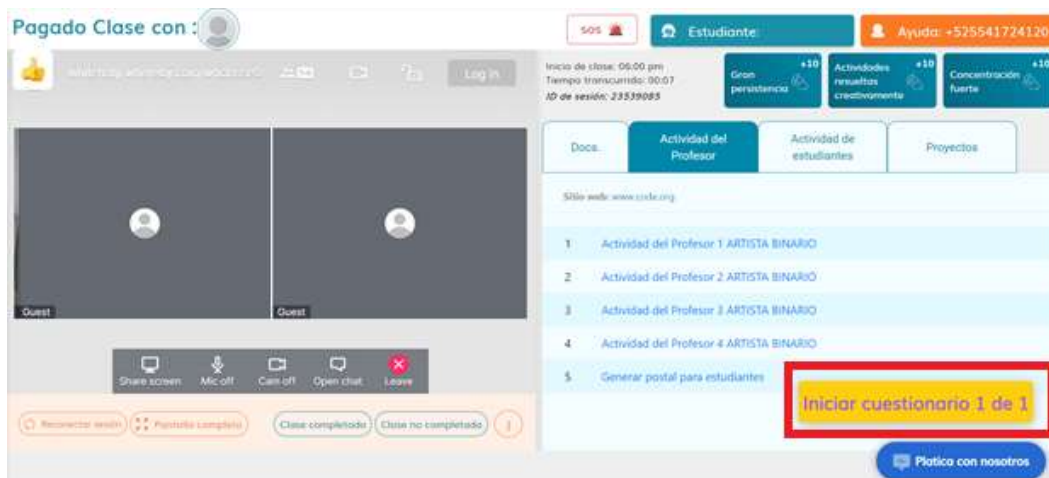 Pagado Clase con :
SOS
Estudiante:
Ayuda: +525541724120
Log in
Inicio de clase: 06:00 pm
Tiempo transcurrido: 00:07
ID de sesión: 23539085
Gran persistencia
+10
Actividades resueltas creativamente
+10
Concentración fuerte
+10
Docs.
Actividad del Profesor
Actividad de estudiantes
Proyectos
Sitio web: www.code.org
1 Actividad del Profesor 1 ARTISTA BINARIO
2 Actividad del Profesor 2 ARTISTA BINARIO
3 Actividad del Profesor 3 ARTISTA BINARIO
4 Actividad del Profesor 4 ARTISTA BINARIO
5 Generar postal para estudiantes
Guest
Guest
Share screen
Mic off
Cam off
Open chat
Leave
Iniciar cuestionario 1 de 1
Reconectar sesión
Pantalla completa
Clase completada
Clase no completada
Platica con nosotros